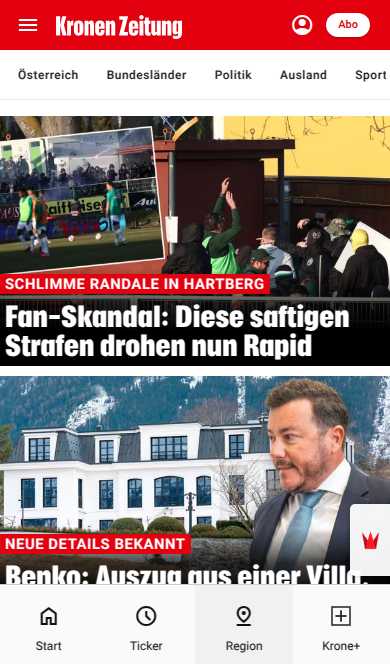 Kronen Zeitung
Abo
Österreich Bundesländer Politik Ausland Sport
Raiffeisen
SCHLIMME RANDALE IN HARTBERG
Fan-Skandal: Diese saftigen
Strafen drohen nun Rapid
NEUE DETAILS BEKANNT
Benko: Auszug aus einer Villa,
Start Ticker Region Krone+